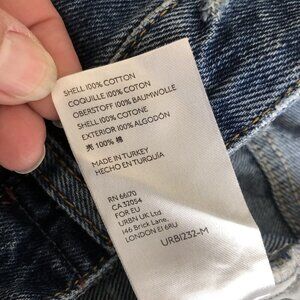 SHELL 100% COTTON
COQUILLE 100% COTON
OBERSTOFF 100% BAUMWOLLE
SHELL 100% COTONE
EXTERIOR 100% ALGODÓN
売 100% 棉
MADE IN TURKEY
HECHO EN TURQUÍA
RN 66170
CA 32054
FOR EU
URBN UK Ltd
146 Brick Lane,
LONDON E1 6RU
URB1232-M